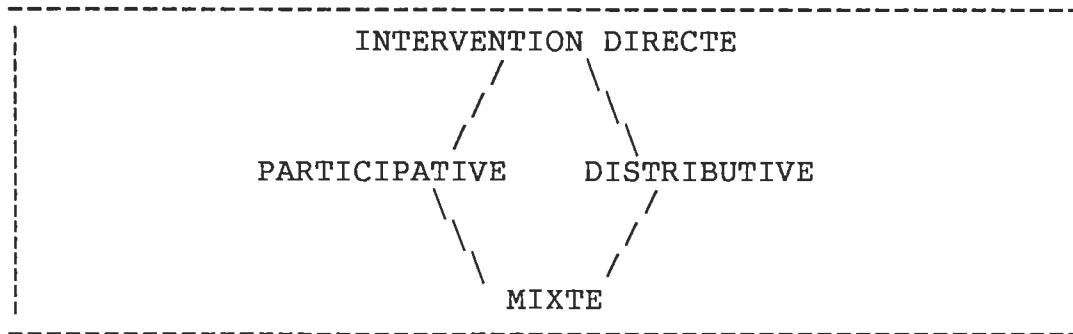 INTERVENTION DIRECTE
PARTICIPATIVE DISTRIBUTIVE
MIXTE